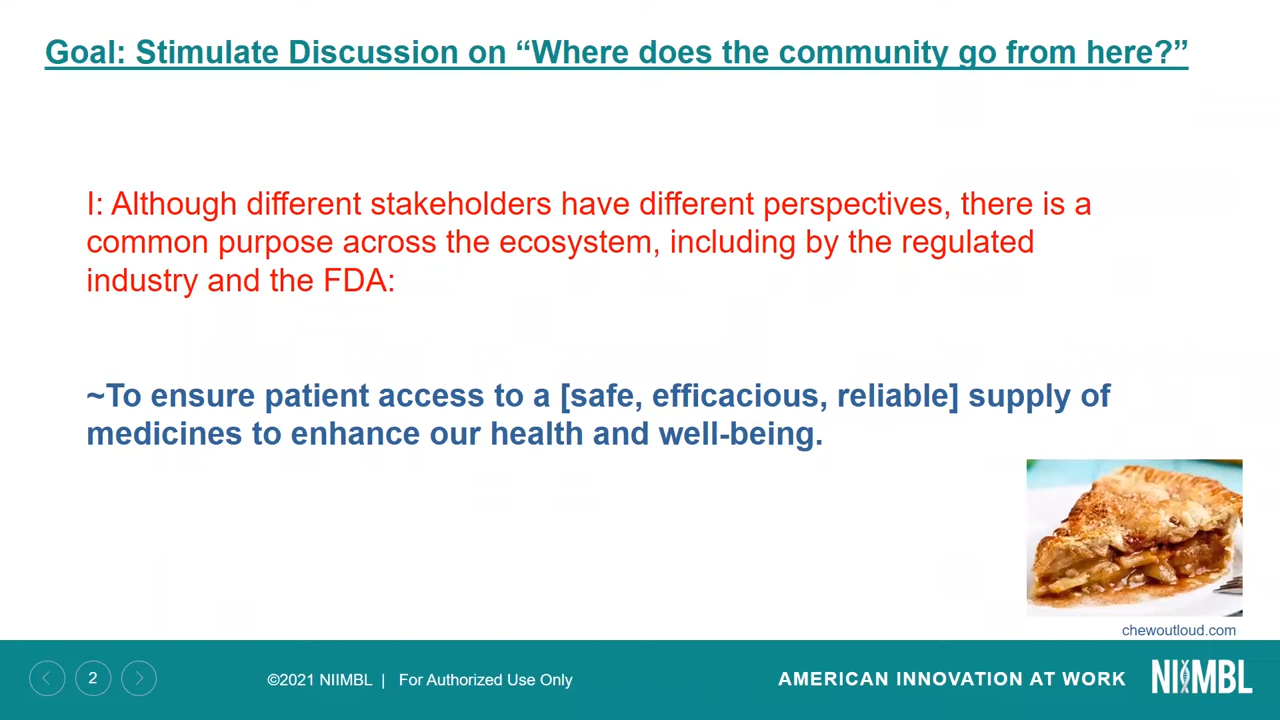 Goal: Stimulate Discussion on “Where does the community go from here?”
I: Although different stakeholders have different perspectives, there is a
common purpose across the ecosystem, including by the regulated
industry and the FDA:
~To ensure patient access to a [safe, efficacious, reliable] supply of
medicines to enhance our health and well-being.
chewoutloud.com
2
©2021 NIIMBL | For Authorized Use Only
AMERICAN INNOVATION AT WORK
NIIMBL